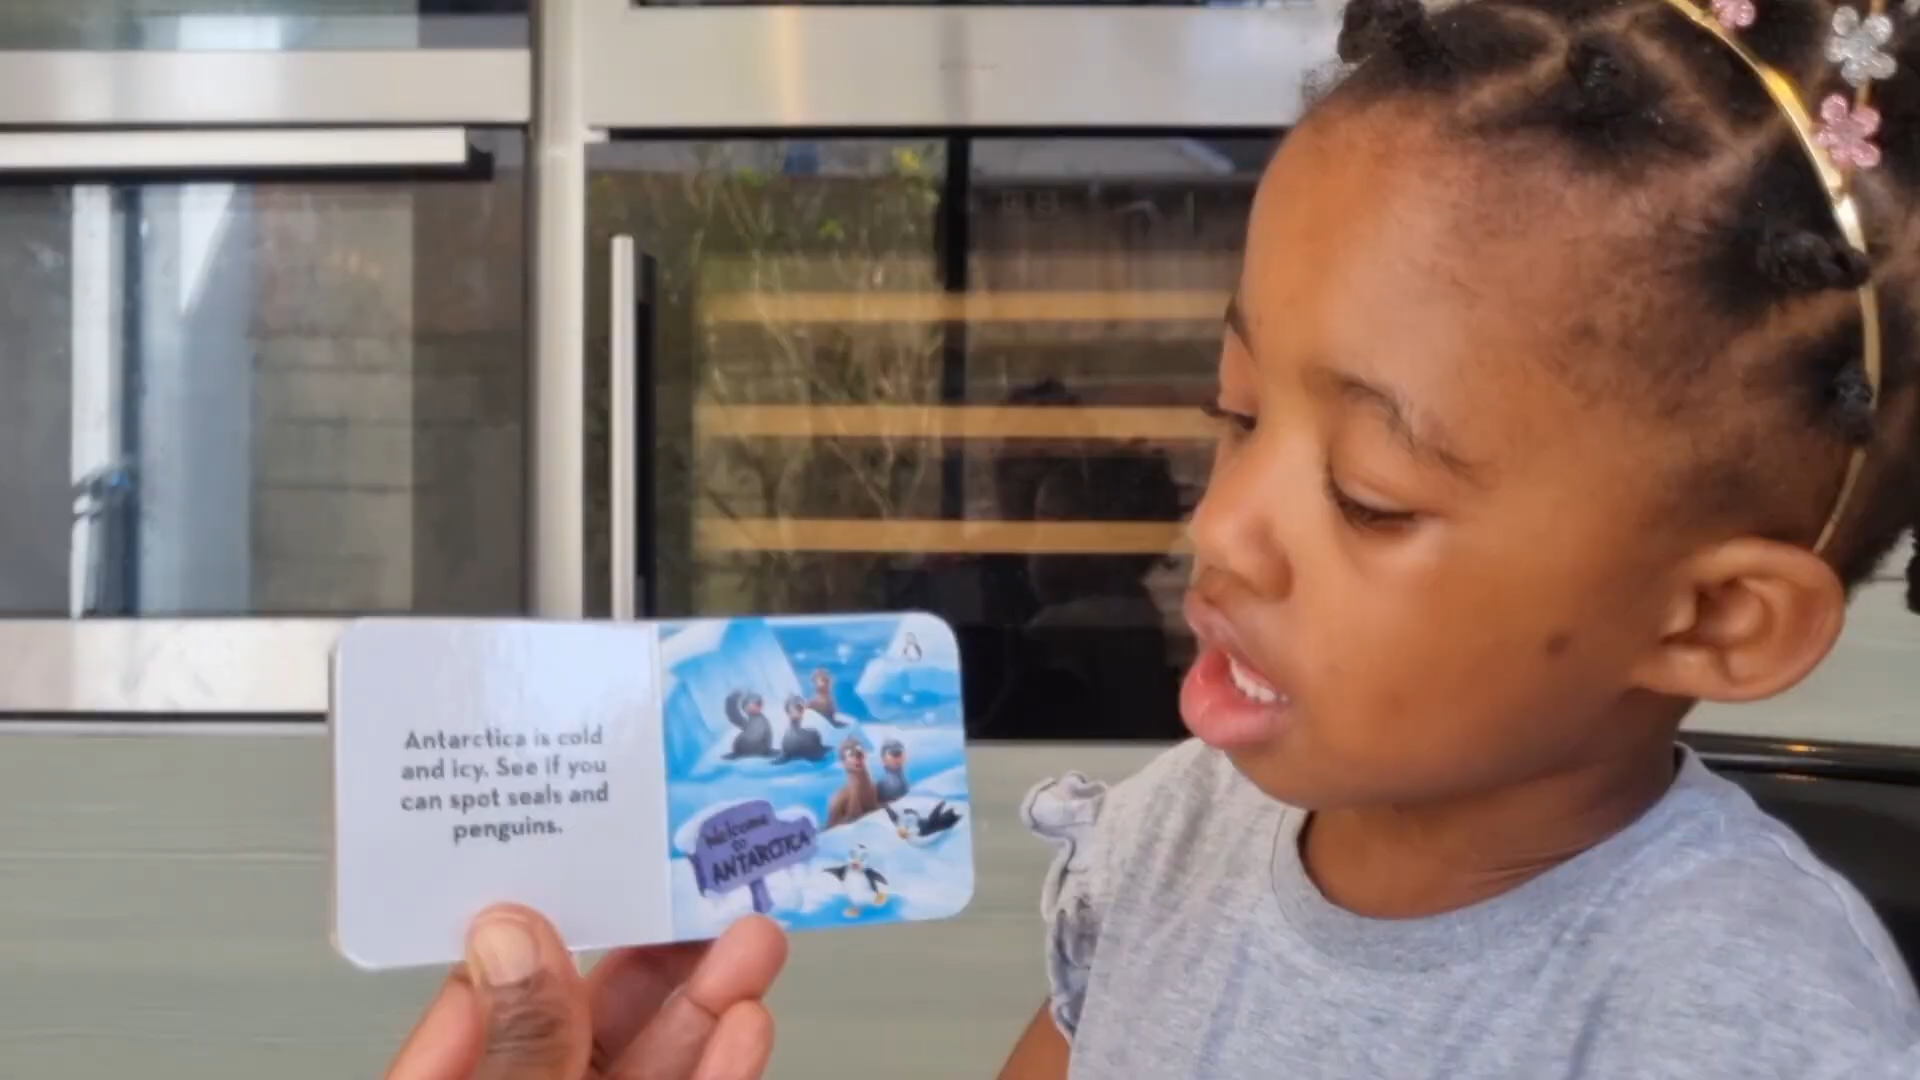 Antarctica is cold
and icy. See if you
can spot seals and
penguins.
Welcome
to
ANTARCTICA